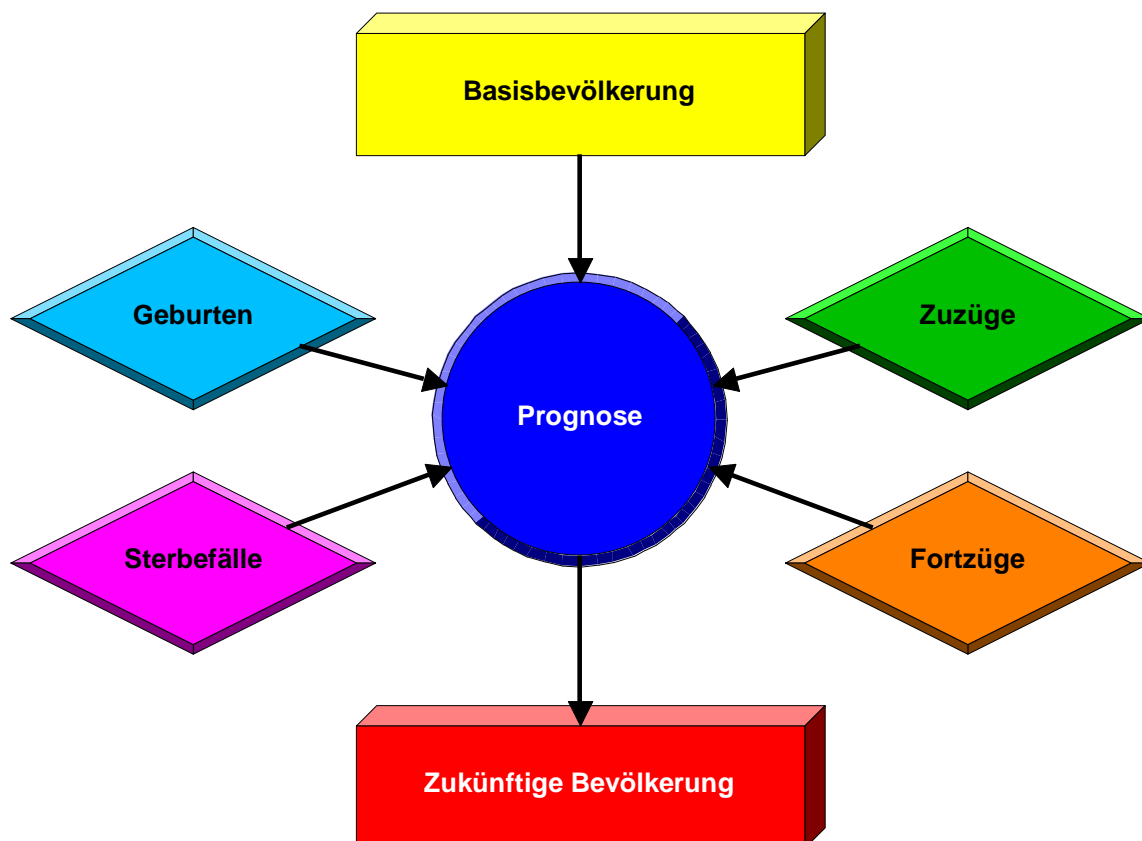 Basisbevölkerung
Geburten
Zuzüge
Prognose
Sterbefälle
Fortzüge
Zukünftige Bevölkerung